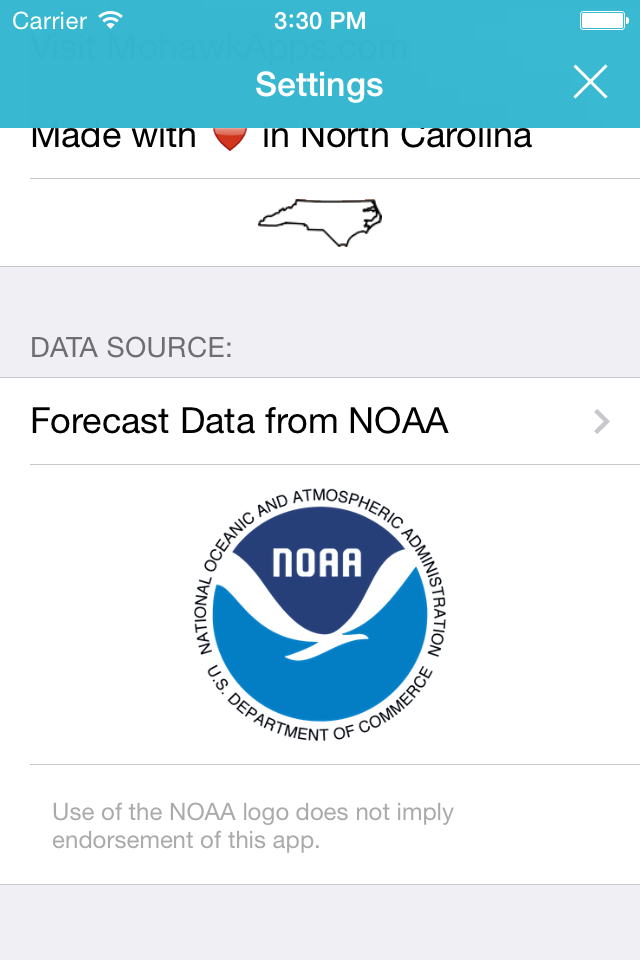 Carrier 3:30 PM
Visit MohawkApps.com
Settings
Made with ❤️ in North Carolina
DATA SOURCE:
Forecast Data from NOAA
NATIONAL OCEANIC AND ATMOSPHERIC ADMINISTRATION
NOAA
U.S. DEPARTMENT OF COMMERCE
Use of the NOAA logo does not imply
endorsement of this app.